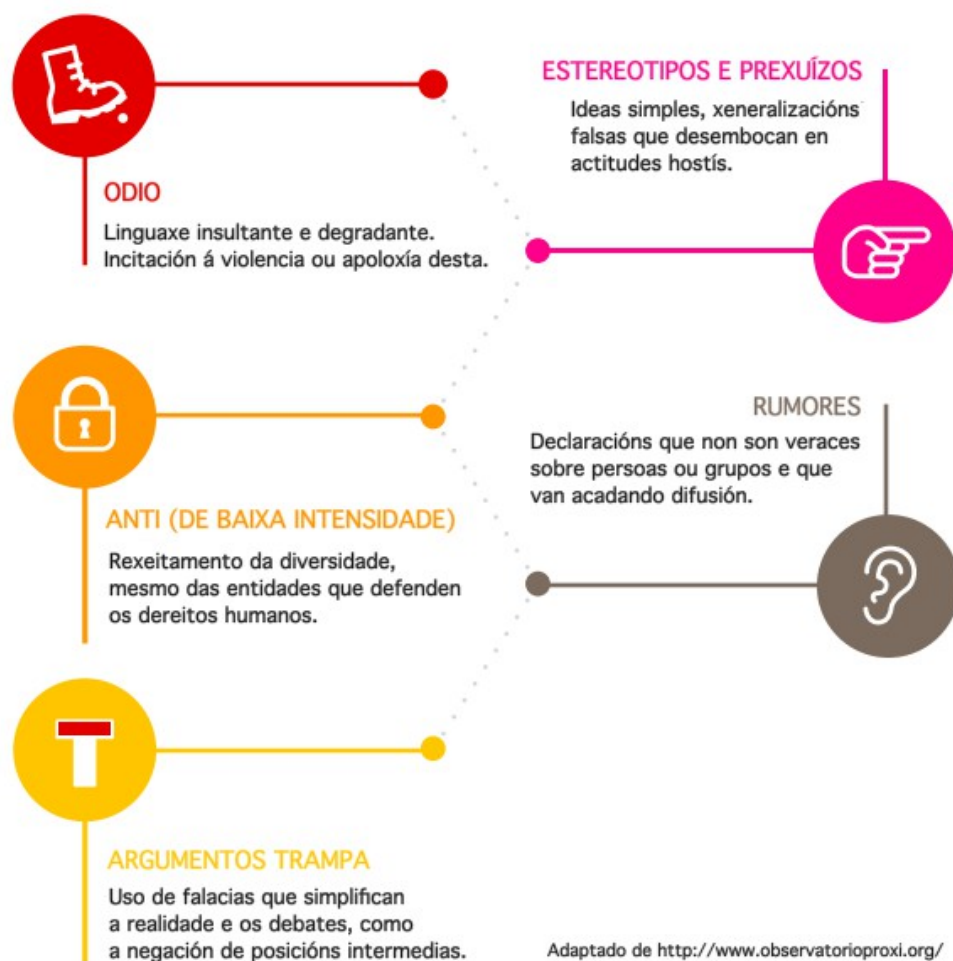 ODIO
Linguaxe insultante e degradante.
Incitación á violencia ou apoloxía desta.
ESTEREOTIPOS E PREXUÍZOS
Ideas simples, xeneralizacións
falsas que desembocan en
actitudes hostís.
ANTI (DE BAIXA INTENSIDADE)
Rexeitamento da diversidade,
mesmo das entidades que defenden
os dereitos humanos.
RUMORES
Declaracións que non son veraces
sobre persoas ou grupos e que
van acadando difusión.
ARGUMENTOS TRAMPA
Uso de falacias que simplifican
a realidade e os debates, como
a negación de posicións intermedias.
Adaptado de http://www.observatorioproxi.org/